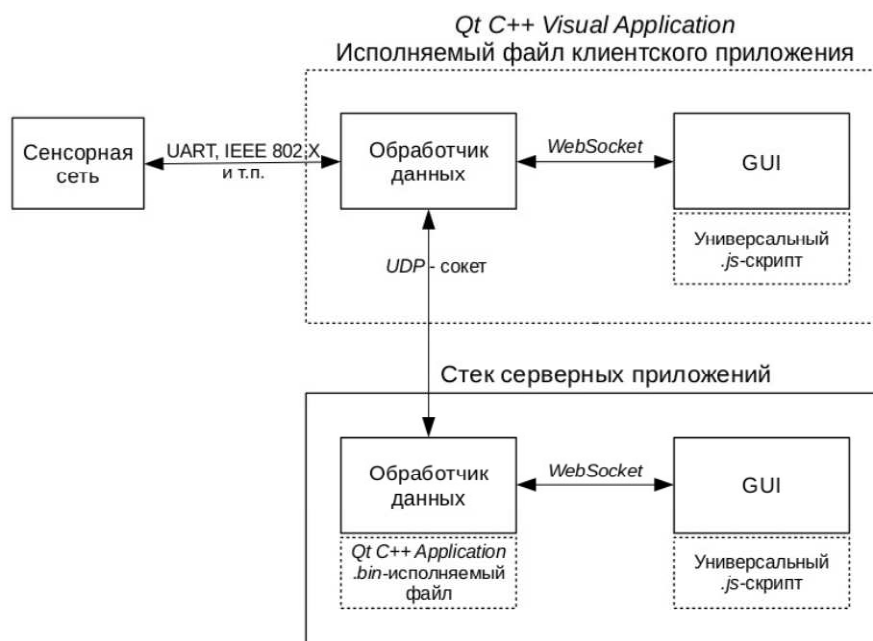 Qt C++ Visual Application
Исполняемый файл клиентского приложения
Сенсорная
сеть
UART, IEEE 802.X
и т.п.
Обработчик
данных
WebSocket
GUI
Универсальный
.js-скрипт
UDP - сокет
Стек серверных приложений
Обработчик
данных
WebSocket
GUI
Qt C++ Application
.bin-исполняемый
файл
Универсальный
.js-скрипт